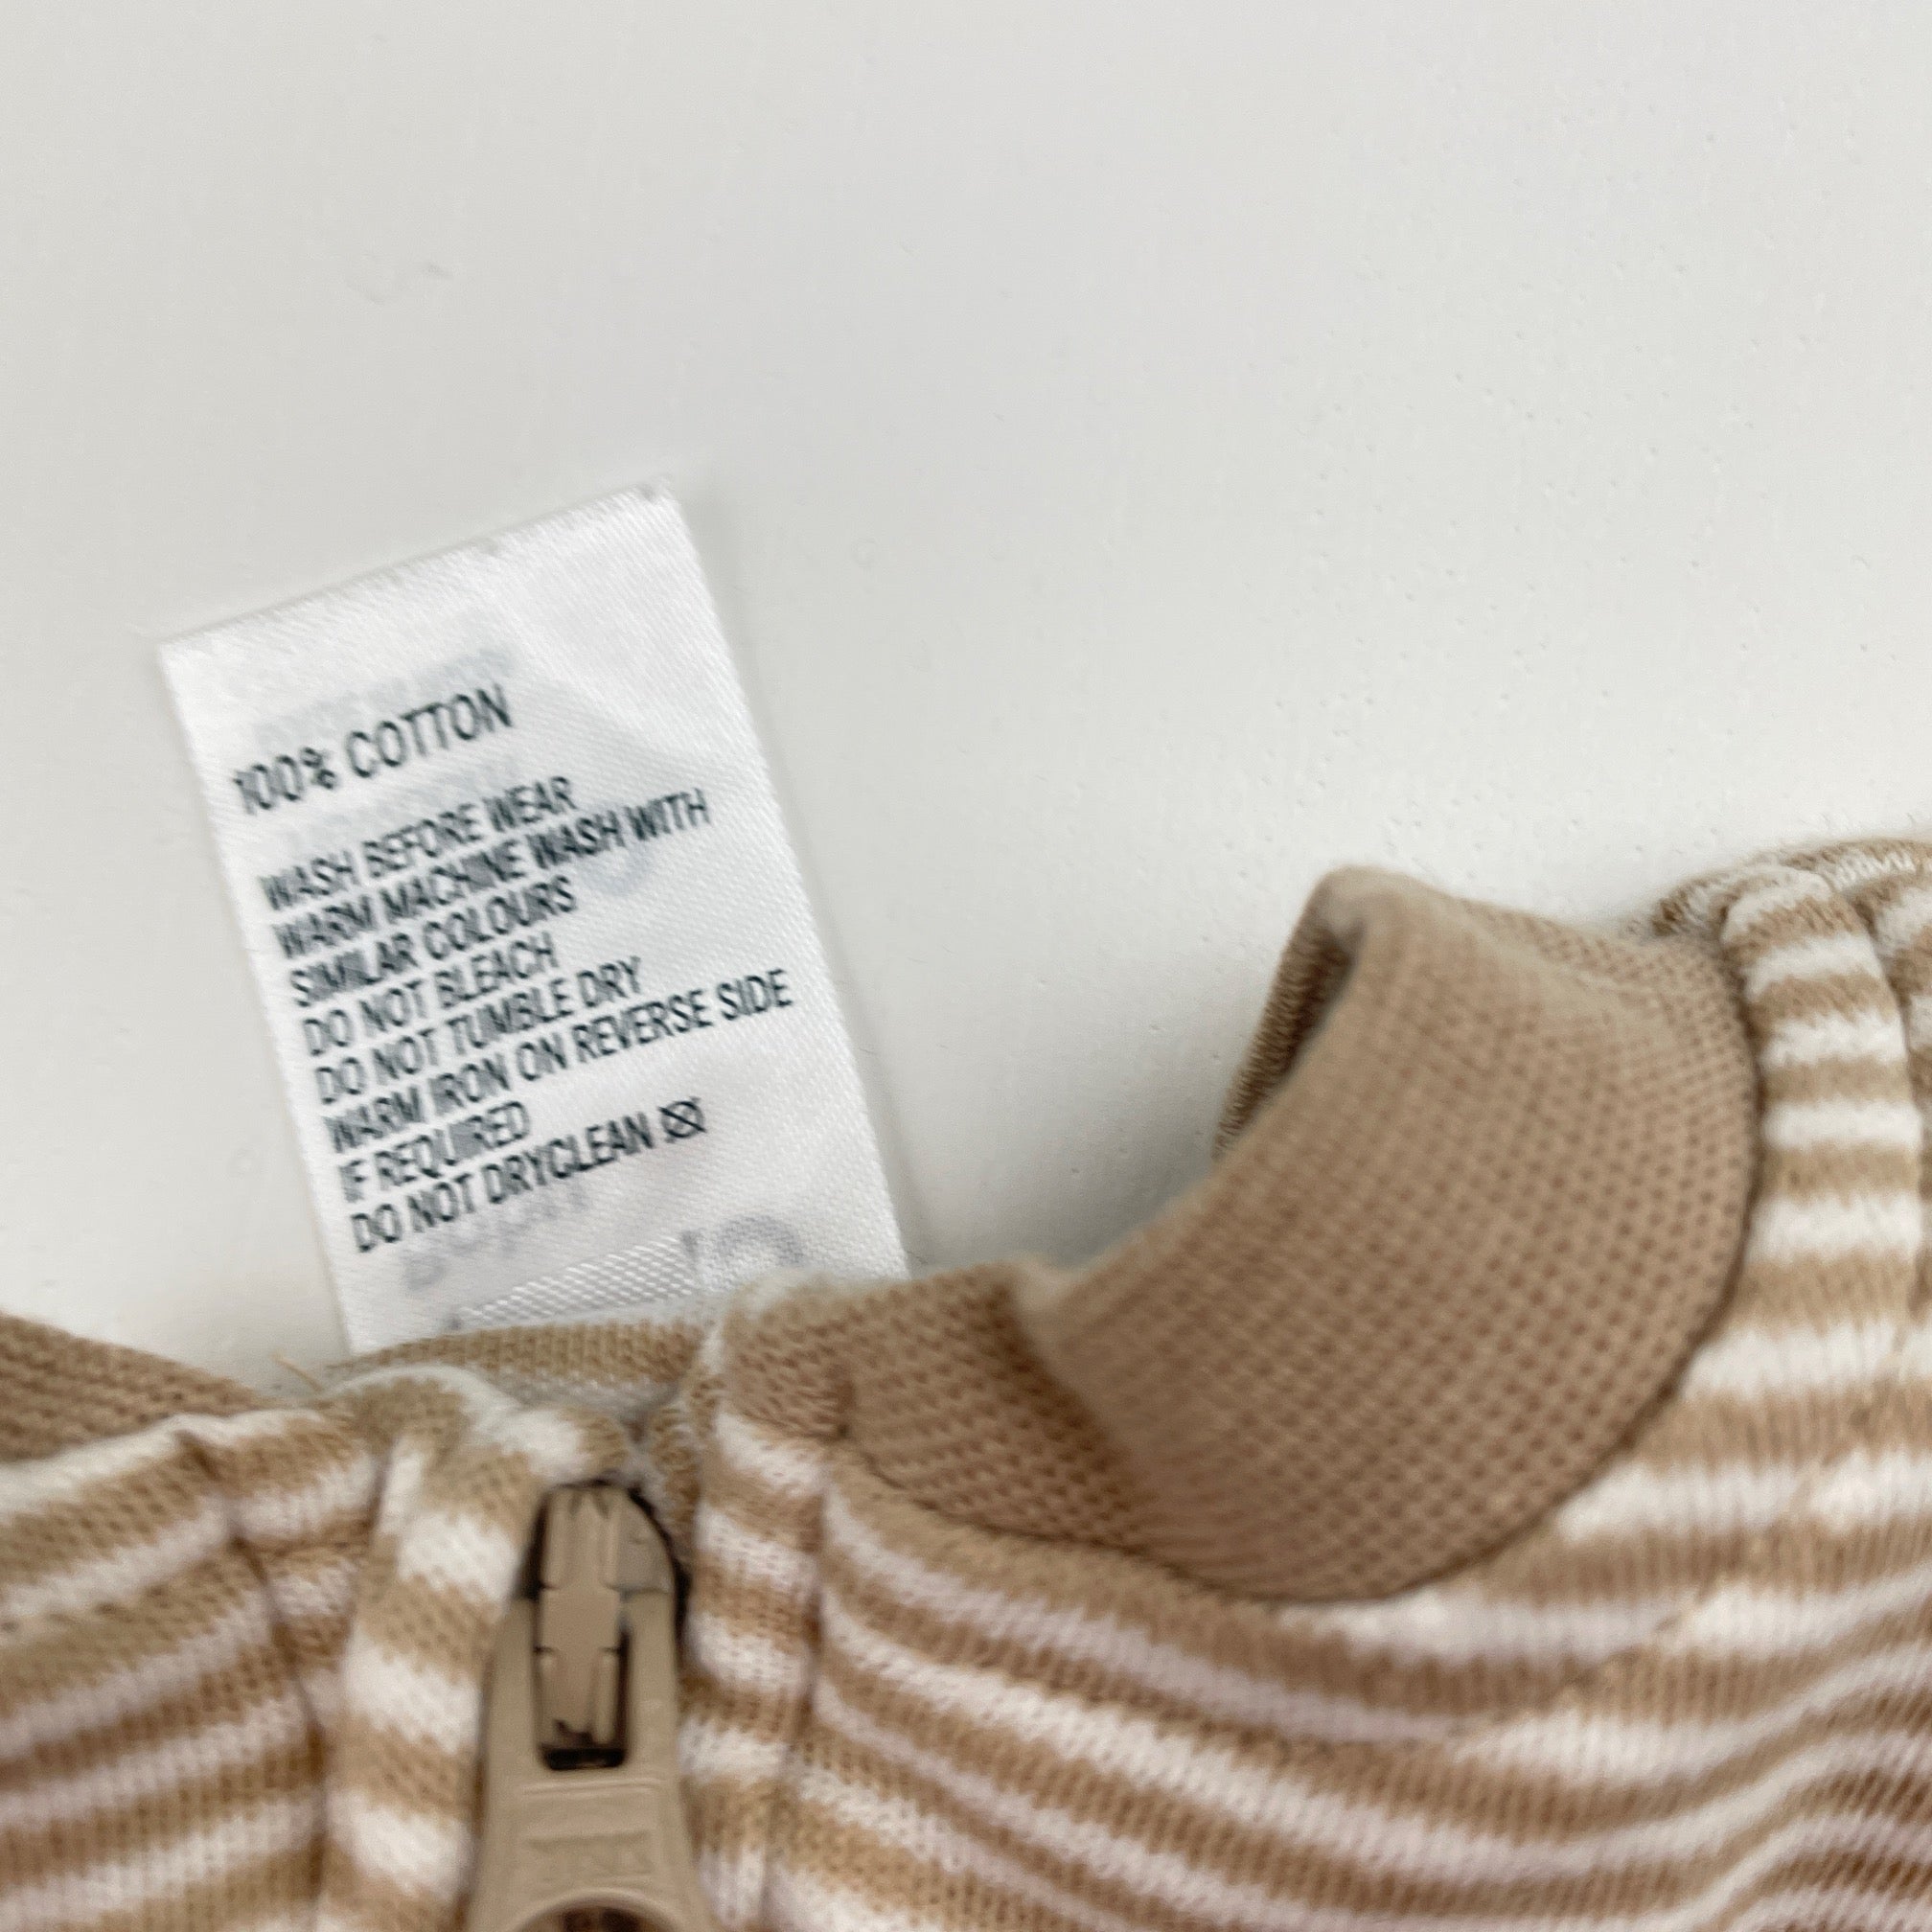 100% COTTON
WASH BEFORE WEAR
WARM MACHINE WASH WITH
SIMILAR COLOURS
DO NOT BLEACH
DO NOT TUMBLE DRY
WARM IRON ON REVERSE SIDE
IF REQUIRED
DO NOT DRYCLEAN